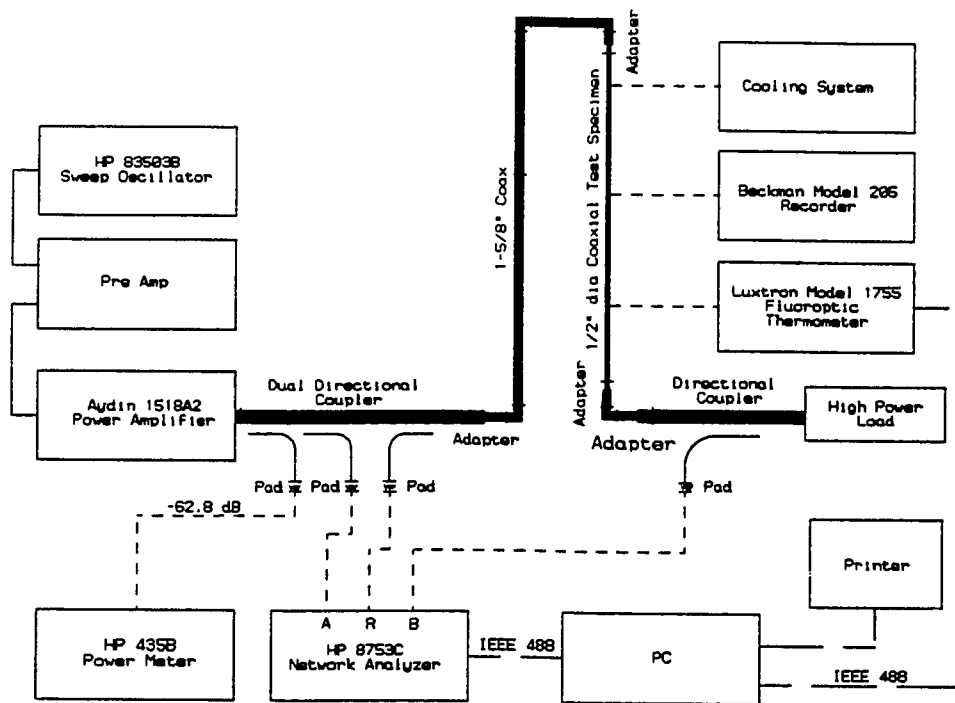 Adapter
Cooling System
1-5/8" Coax
1/2" dia Coaxial Test Specimen
HP 83503B
Sweep Oscillator
Beckman Model 206
Recorder
Pre Amp
Luxtron Model 1755
Fluoroptic
Thermometer
Aydin 1518A2
Power Amplifier
Dual Directional
Coupler
Adapter
Adapter
Adapter
Directional
Coupler
High Power
Load
Pad
Pad
Pad
Pad
-62.8 dB
Printer
A R B
HP 435B
Power Meter
HP 8753C
Network Analyzer
IEEE 488
PC
IEEE 488